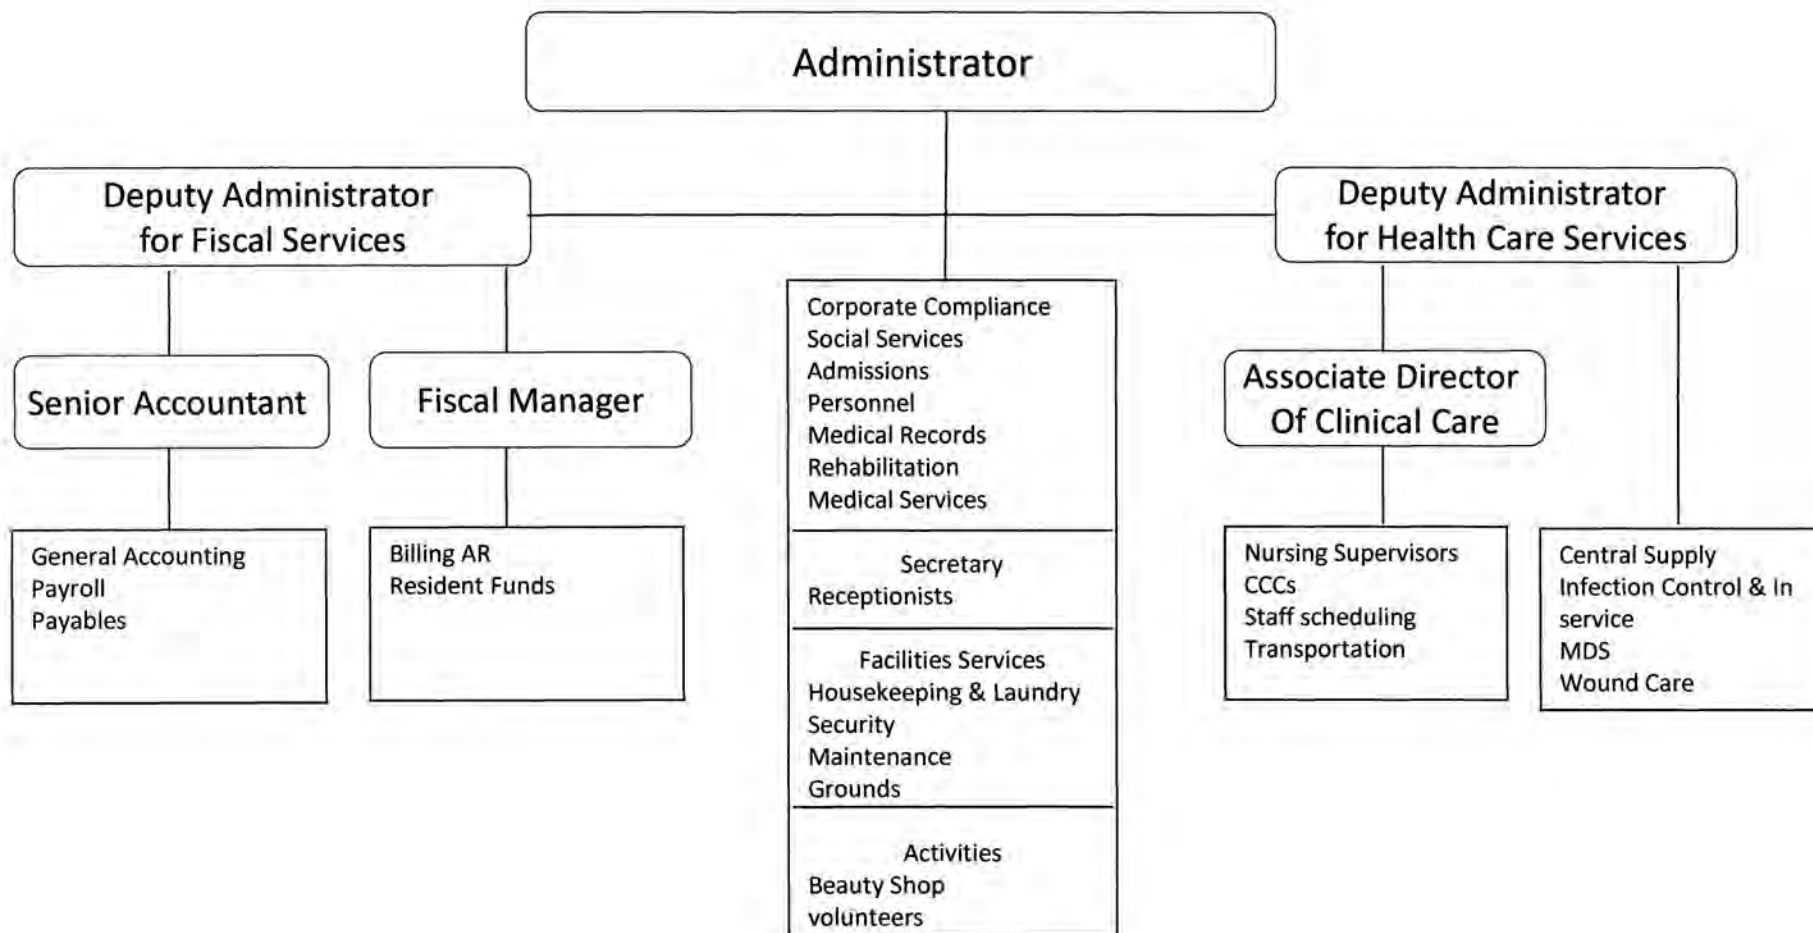 Administrator
Deputy Administrator
for Fiscal Services
Deputy Administrator
for Health Care Services
Senior Accountant
Fiscal Manager
Associate Director
Of Clinical Care
General Accounting
Payroll
Payables
Billing AR
Resident Funds
Corporate Compliance
Social Services
Admissions
Personnel
Medical Records
Rehabilitation
Medical Services
Secretary
Receptionists
Facilities Services
Housekeeping & Laundry
Security
Maintenance
Grounds
Activities
Beauty Shop
volunteers
Nursing Supervisors
CCCs
Staff scheduling
Transportation
Central Supply
Infection Control & In
service
MDS
Wound Care